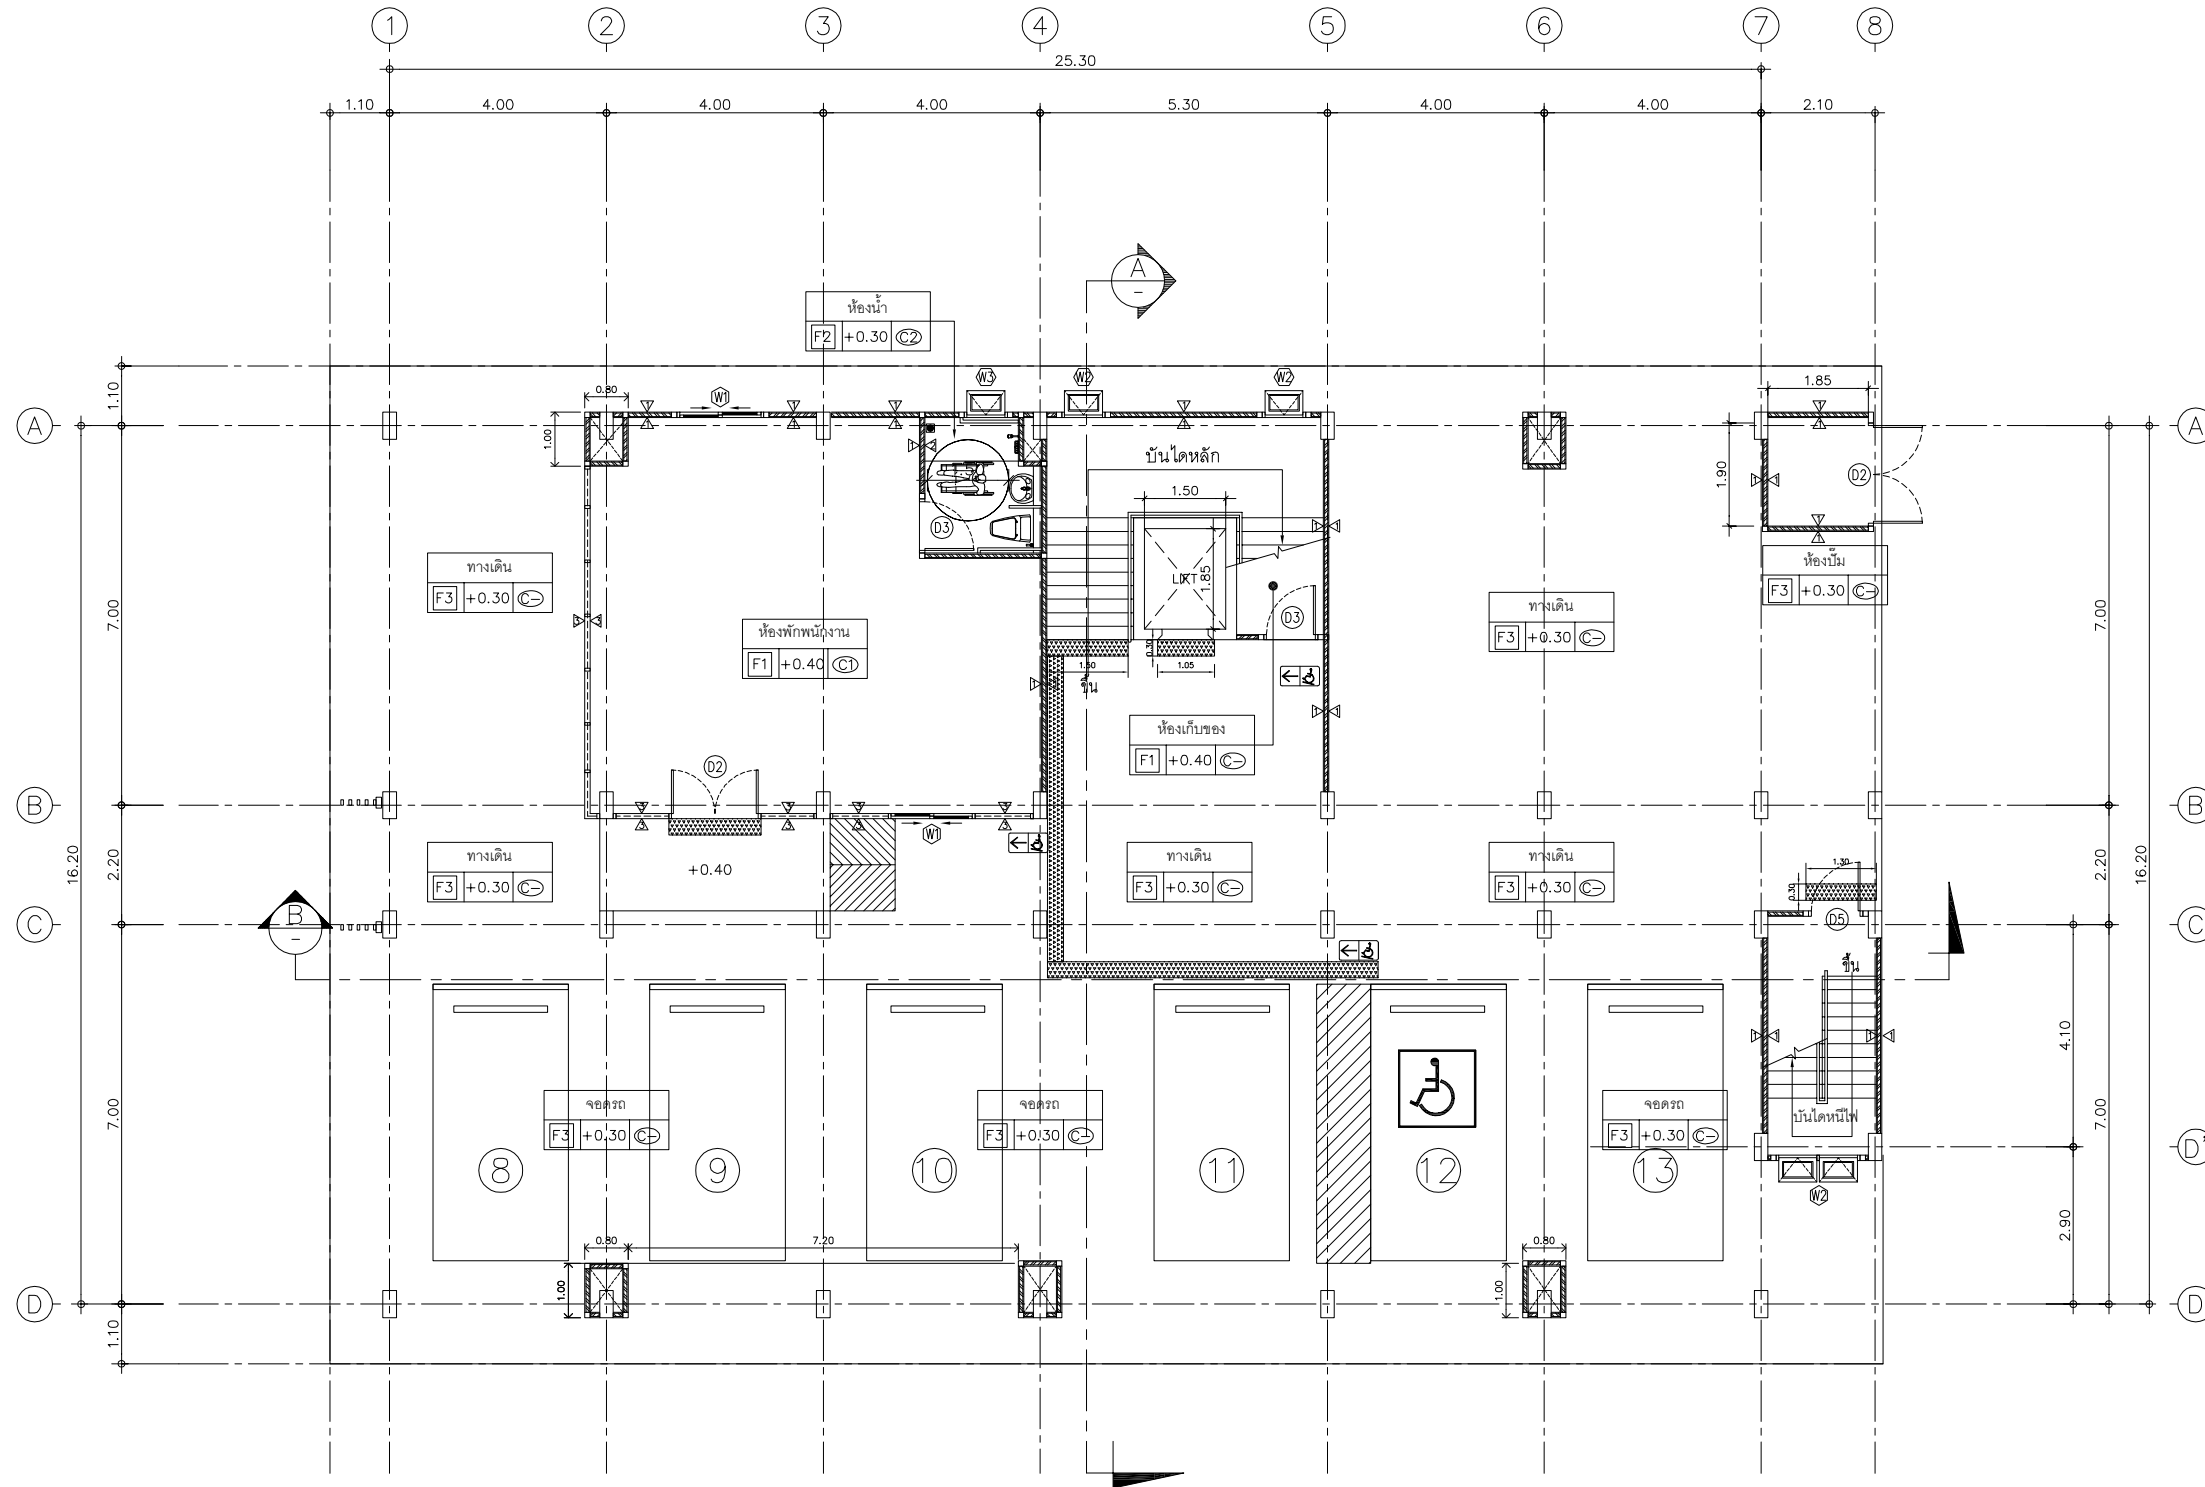 1 2 3 4 5 6 7 8
25.30
1.10 4.00 4.00 4.00 5.30 4.00 4.00 2.10
A
-
ห้องน้ำ
F2 +0.30 C2
1.10
0.80 W1 W3 W2 W2 1.85
A A
1.00
บันไดหลัก
1.90 D2
1.50
D3
ห้องปั๊ม
F3 +0.30 C-
ทางเดิน
F3 +0.30 C-
LIFT 1.85
7.00 7.00
ทางเดิน
F3 +0.30 C-
D3
ห้องพักพนักงาน
F1 +0.40 C1
0.30
1.50 1.05
ขึ้น
ห้องเก็บของ
F1 +0.40 C-
D2
B B
W1
16.20 2.20 2.20 16.20
ทางเดิน
F3 +0.30 C-
+0.40
ทางเดิน
F3 +0.30 C-
ทางเดิน
F3 +0.30 C-
1.30
0.30
B
-
C D5 C
ขึ้น
4.10
7.00 7.00
จอดรถ
F3 +0.30 C-
จอดรถ
F3 +0.30 C-
จอดรถ
F3 +0.30 C-
บันไดหนีไฟ
D'
8 9 10 11 12 13
W2
2.90
0.80 7.20 0.80
1.00 1.00
D D
1.10